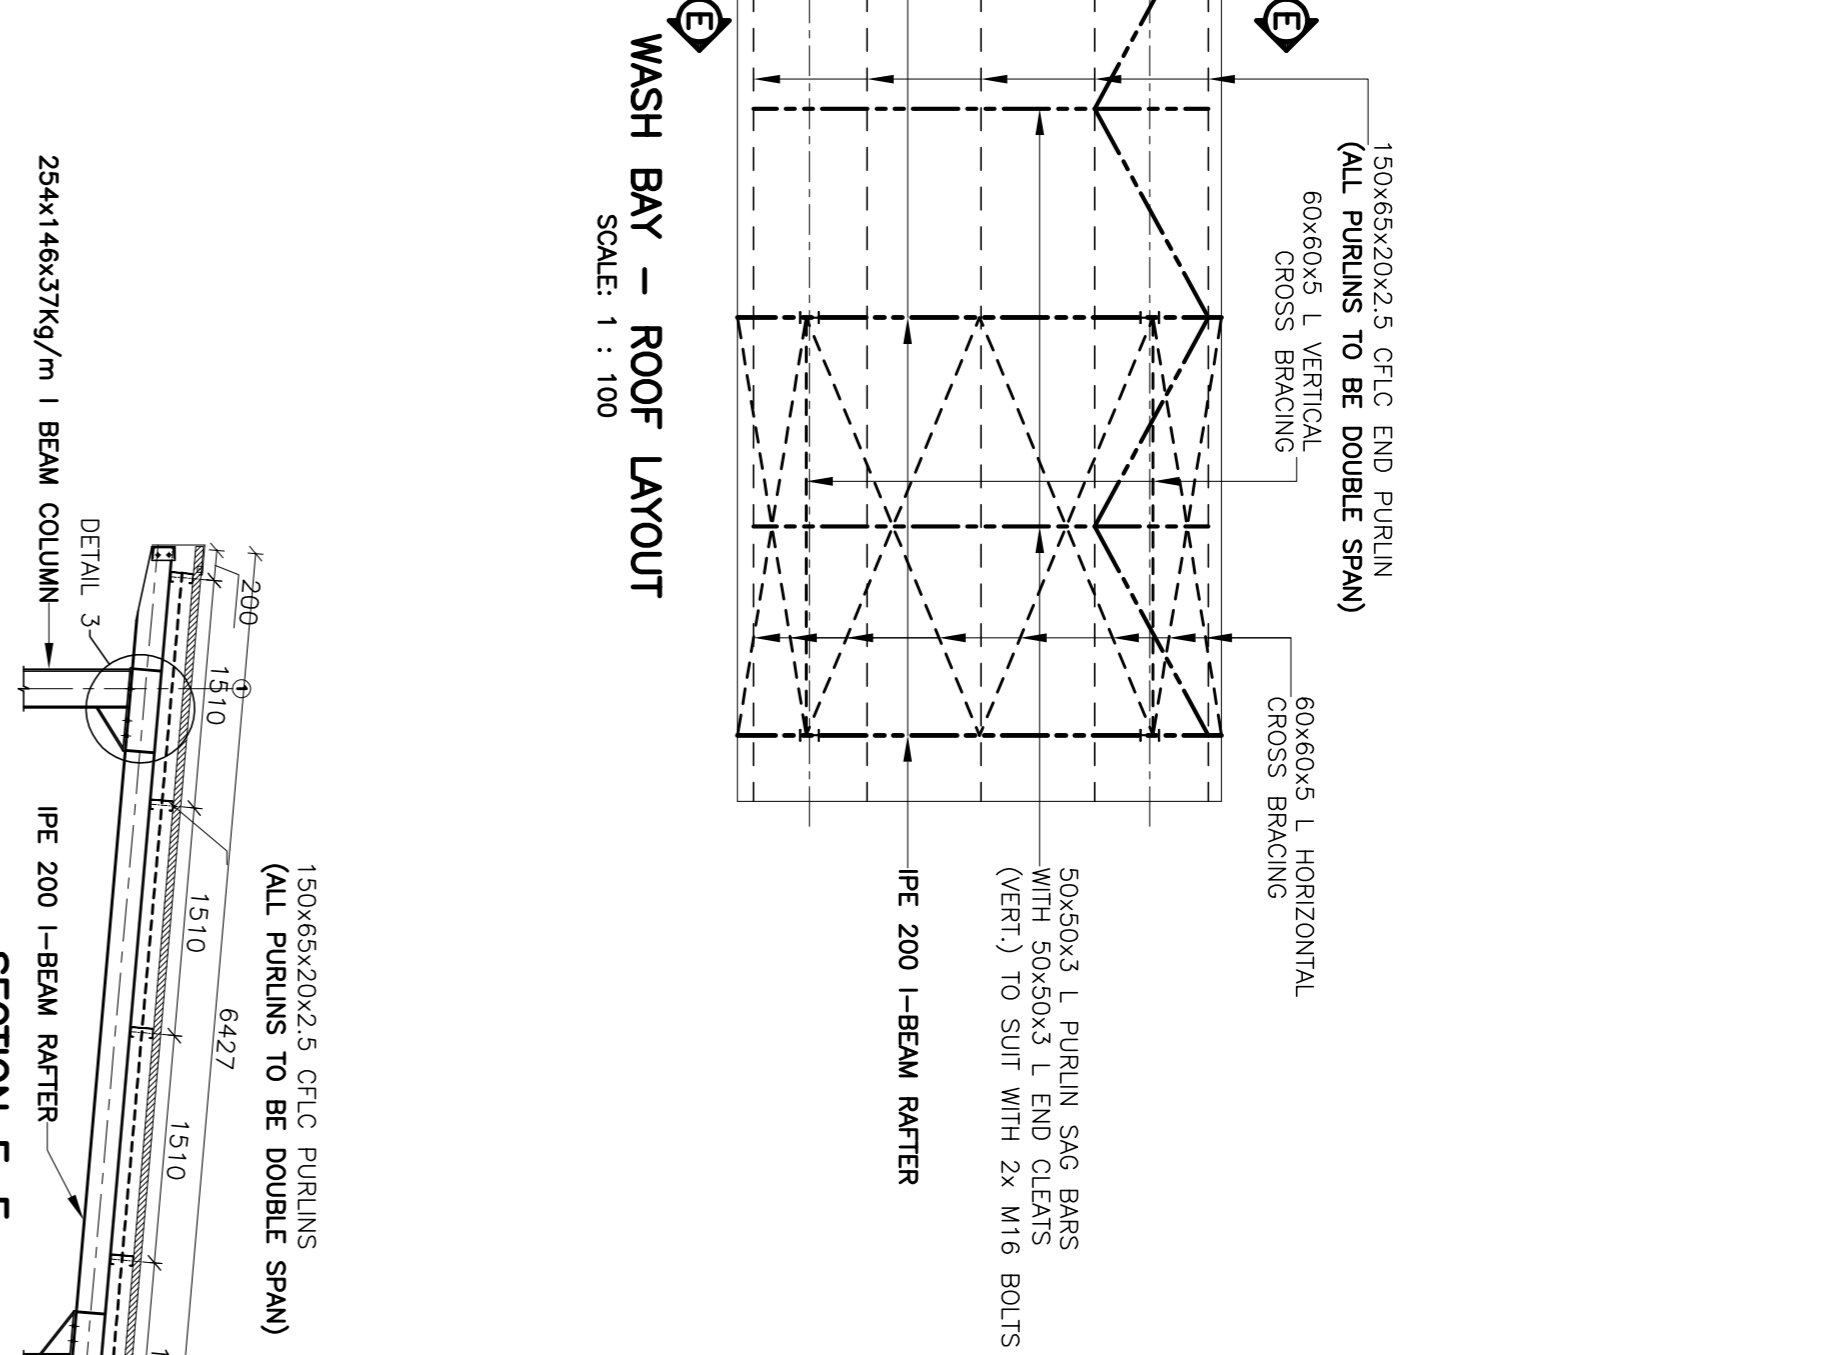 150x65x20x2.5 CFLC END PURLIN
(ALL PURLINS TO BE DOUBLE SPAN)
60x60x5 L VERTICAL
CROSS BRACING
60x60x5 L HORIZONTAL
CROSS BRACING
50x50x3 L PURLIN SAG BARS
WITH 50x50x3 L END CLEATS
(VERT.) TO SUIT WITH 2x M16 BOLTS
IPE 200 I-BEAM RAFTER
E
E
WASH BAY - ROOF LAYOUT
SCALE: 1 : 100
150x65x20x2.5 CFLC PURLINS
(ALL PURLINS TO BE DOUBLE SPAN)
200
1
6427
1510
1510
1510
DETAIL 3
254x146x37Kg/m I BEAM COLUMN
IPE 200 I-BEAM RAFTER